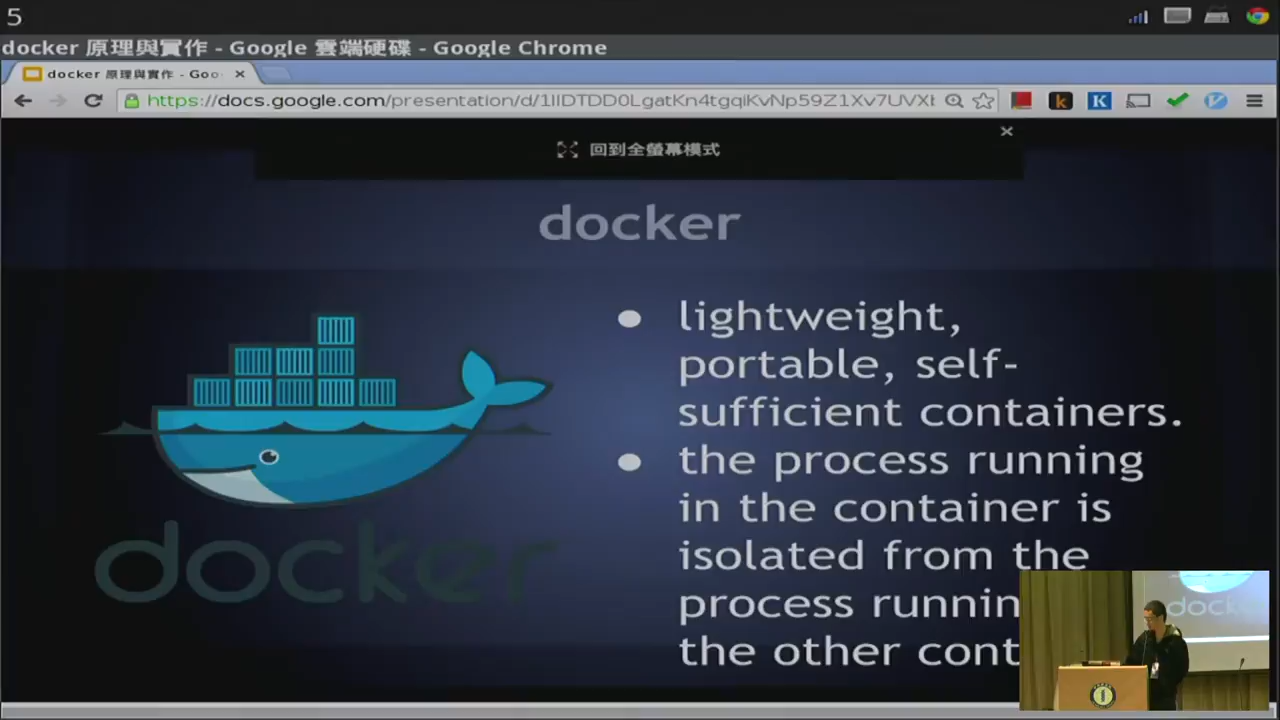 5
docker 原理與實作 - Google 雲端硬碟 - Google Chrome
docker 原理與實作 - Goo
https://docs.google.com/presentation/d/1IIDTDD0LgatKn4tgqiKvNp59Z1Xv7UVXI
回到全螢幕模式
docker
lightweight,
portable, self-
sufficient containers.
the process running
in the container is
isolated from the
process runnin
the other cont
docker
docker